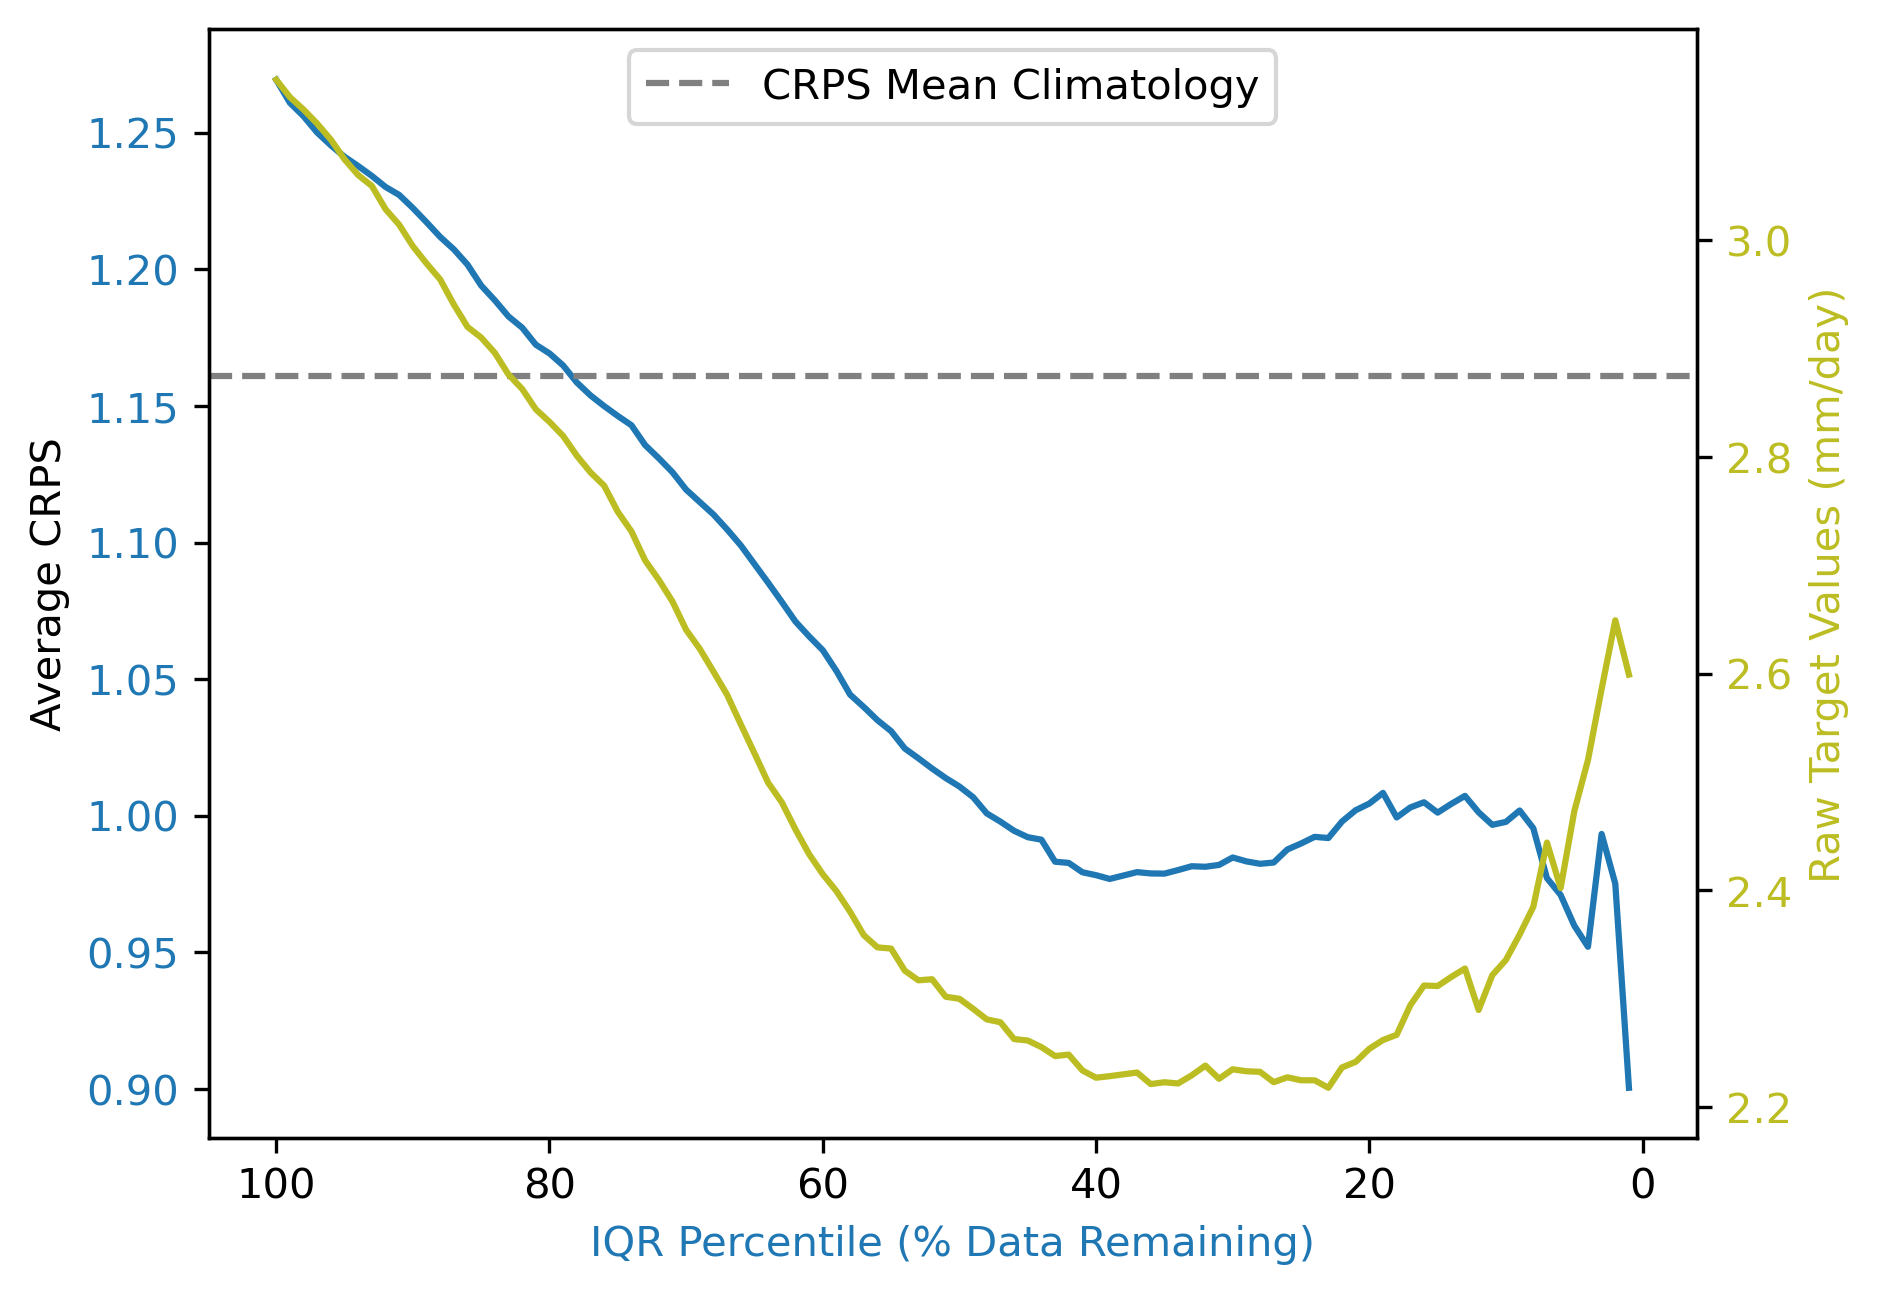 CRPS Mean Climatology
Average CRPS
1.25
1.20
1.15
1.10
1.05
1.00
0.95
0.90
3.0
2.8
2.6
2.4
2.2
Raw Target Values (mm/day)
100 80 60 40 20 0
IQR Percentile (% Data Remaining)